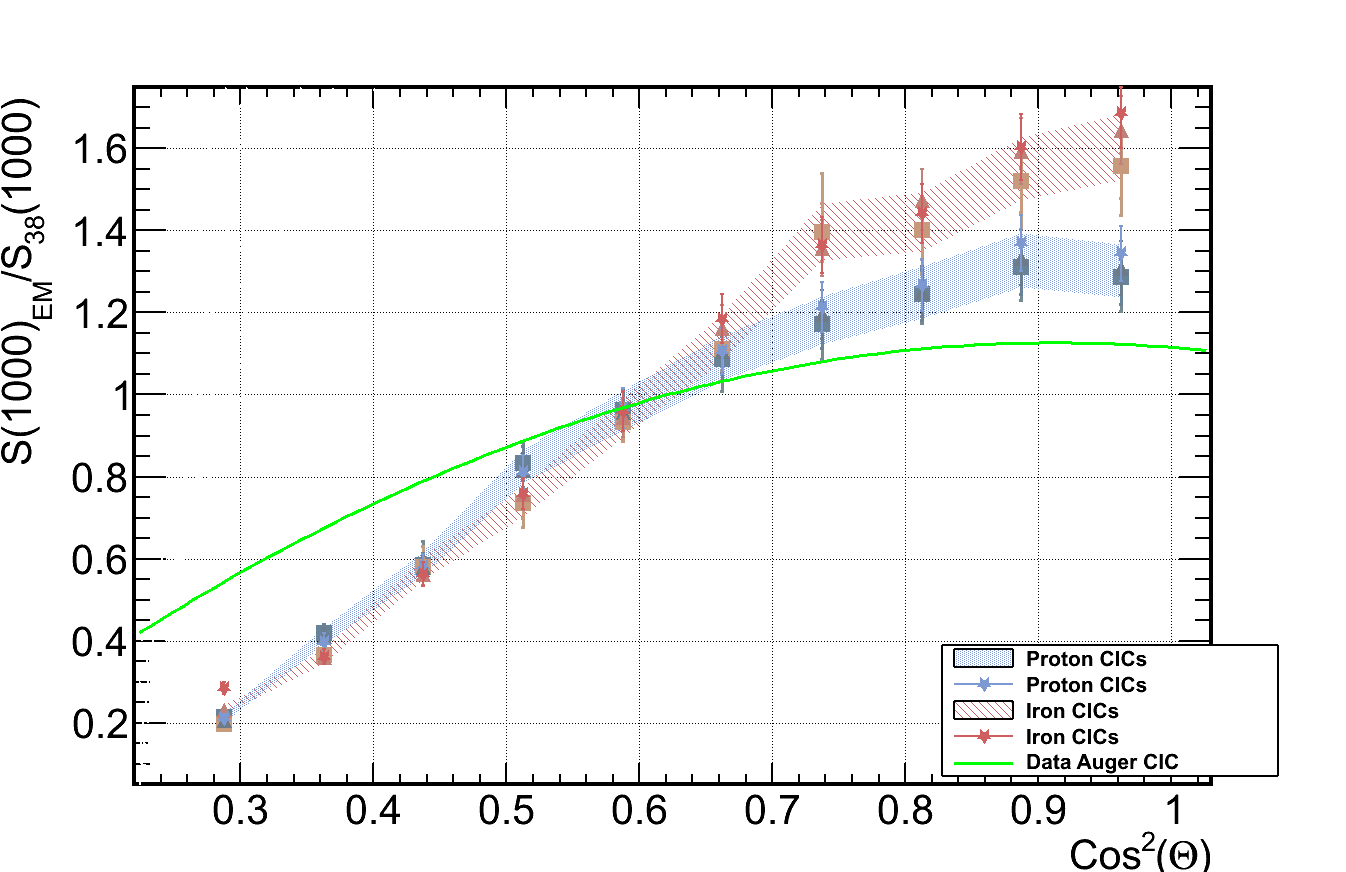 S(1000)EM/S38(1000)
1.6
1.4
1.2
1
0.8
0.6
0.4
0.2
Proton CICs
Proton CICs
Iron CICs
Iron CICs
Data Auger CIC
0.3 0.4 0.5 0.6 0.7 0.8 0.9 1
Cos²(Θ)